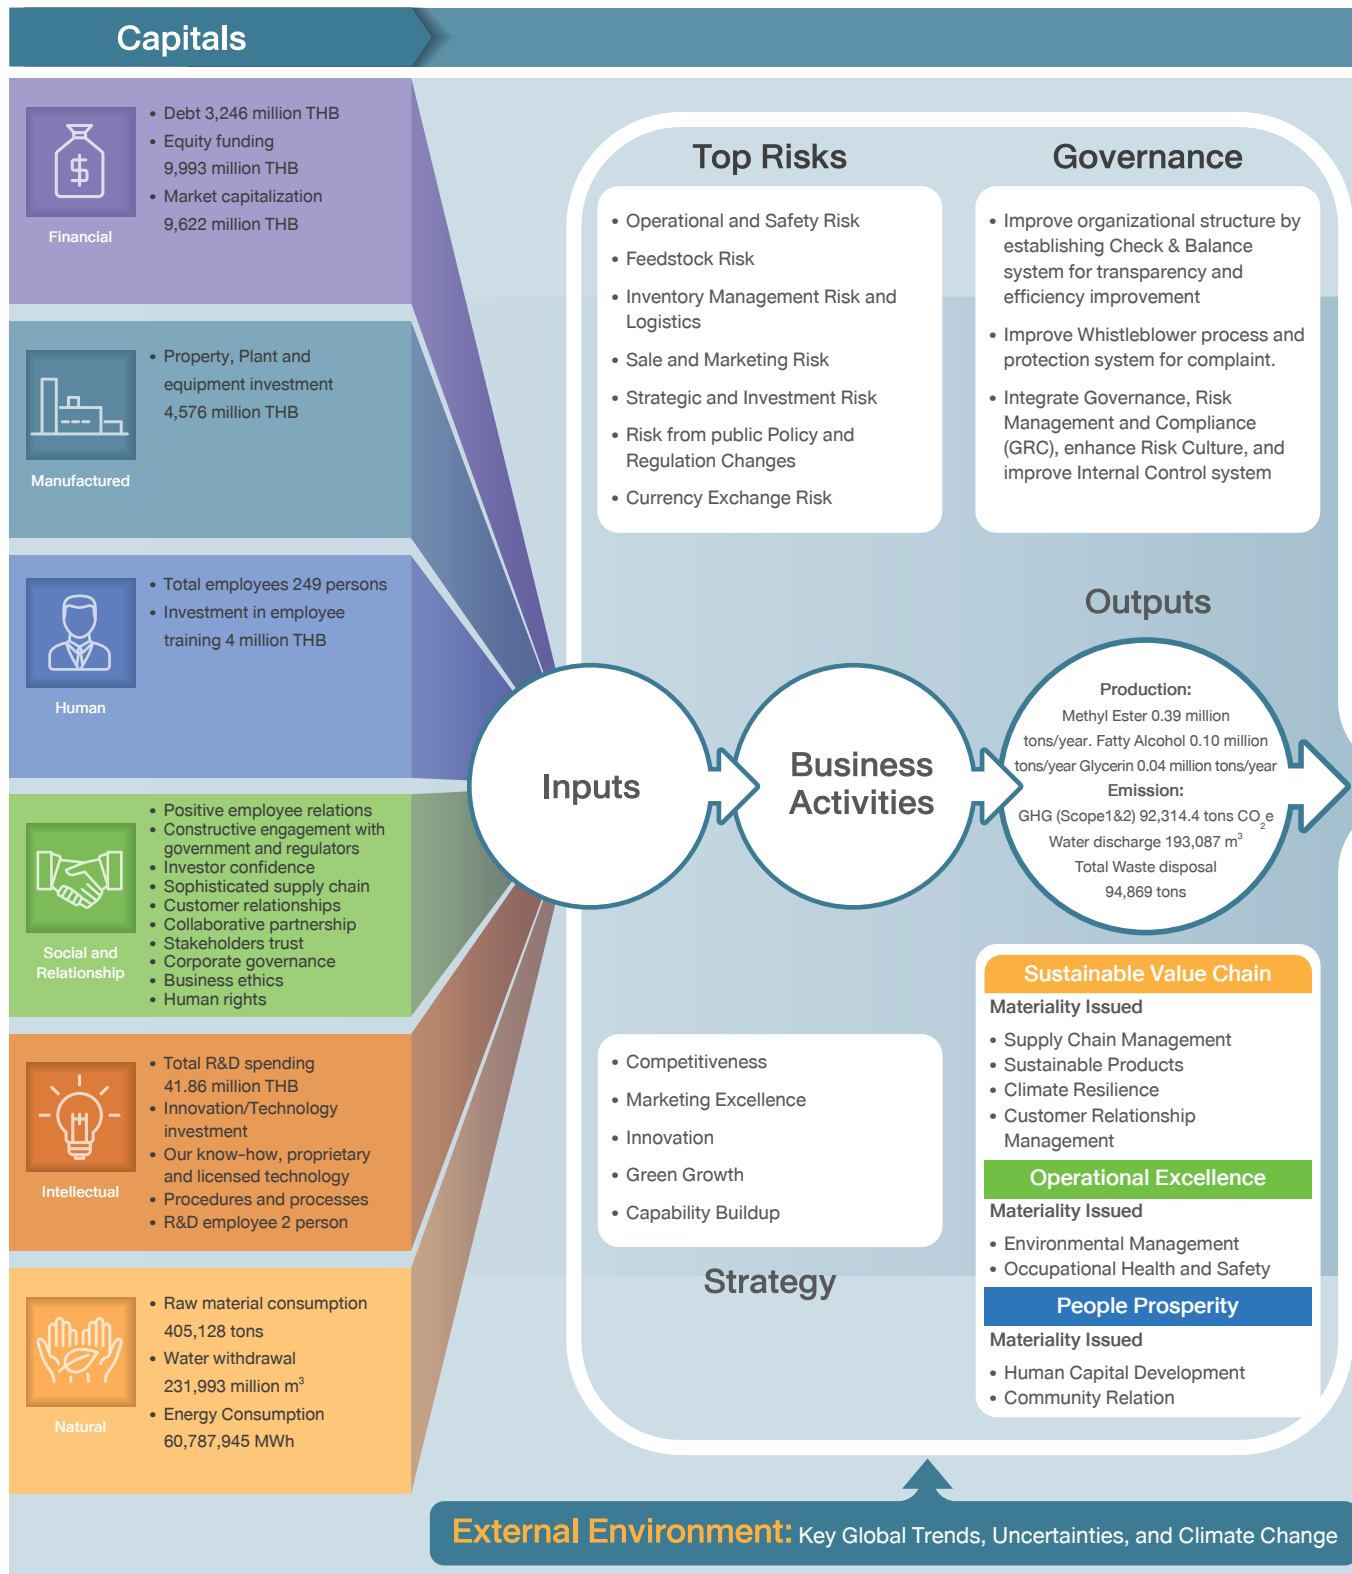 Capitals
• Debt 3,246 million THB
• Equity funding
9,993 million THB
• Market capitalization
9,622 million THB
Financial
• Property, Plant and
equipment investment
4,576 million THB
Manufactured
• Total employees 249 persons
• Investment in employee
training 4 million THB
Human
• Positive employee relations
• Constructive engagement with
government and regulators
• Investor confidence
• Sophisticated supply chain
• Customer relationships
• Collaborative partnership
• Stakeholders trust
• Corporate governance
• Business ethics
• Human rights
Social and
Relationship
• Total R&D spending
41.86 million THB
• Innovation/Technology
investment
• Our know-how, proprietary
and licensed technology
• Procedures and processes
• R&D employee 2 person
Intellectual
• Raw material consumption
405,128 tons
• Water withdrawal
231,993 million m³
• Energy Consumption
60,787,945 MWh
Natural
Top Risks
• Operational and Safety Risk
• Feedstock Risk
• Inventory Management Risk and
Logistics
• Sale and Marketing Risk
• Strategic and Investment Risk
• Risk from public Policy and
Regulation Changes
• Currency Exchange Risk
Governance
• Improve organizational structure by
establishing Check & Balance
system for transparency and
efficiency improvement
• Improve Whistleblower process and
protection system for complaint.
• Integrate Governance, Risk
Management and Compliance
(GRC), enhance Risk Culture, and
improve Internal Control system
Inputs
Business
Activities
Outputs
Production:
Methyl Ester 0.39 million
tons/year. Fatty Alcohol 0.10 million
tons/year Glycerin 0.04 million tons/year
Emission:
GHG (Scope1&2) 92,314.4 tons CO₂e
Water discharge 193,087 m³
Total Waste disposal
94,869 tons
• Competitiveness
• Marketing Excellence
• Innovation
• Green Growth
• Capability Buildup
Strategy
Sustainable Value Chain
Materiality Issued
• Supply Chain Management
• Sustainable Products
• Climate Resilience
• Customer Relationship
Management
Operational Excellence
Materiality Issued
• Environmental Management
• Occupational Health and Safety
People Prosperity
Materiality Issued
• Human Capital Development
• Community Relation
External Environment: Key Global Trends, Uncertainties, and Climate Change